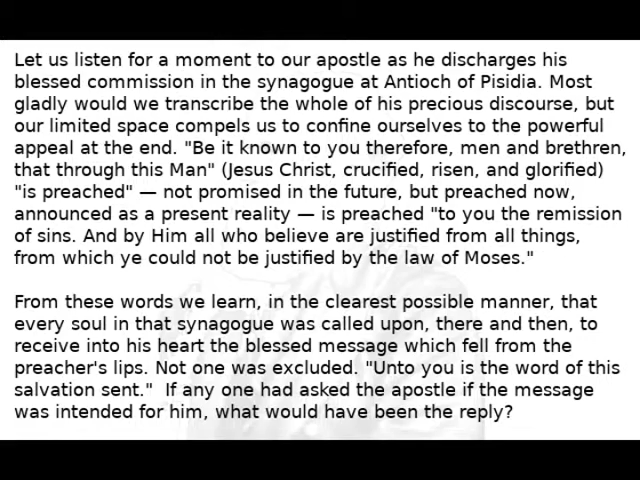 Let us listen for a moment to our apostle as he discharges his
blessed commission in the synagogue at Antioch of Pisidia. Most
gladly would we transcribe the whole of his precious discourse, but
our limited space compels us to confine ourselves to the powerful
appeal at the end. "Be it known to you therefore, men and brethren,
that through this Man" (Jesus Christ, crucified, risen, and glorified)
"is preached" — not promised in the future, but preached now,
announced as a present reality — is preached "to you the remission
of sins. And by Him all who believe are justified from all things,
from which ye could not be justified by the law of Moses."
From these words we learn, in the clearest possible manner, that
every soul in that synagogue was called upon, there and then, to
receive into his heart the blessed message which fell from the
preacher's lips. Not one was excluded. "Unto you is the word of this
salvation sent."  If any one had asked the apostle if the message
was intended for him, what would have been the reply?